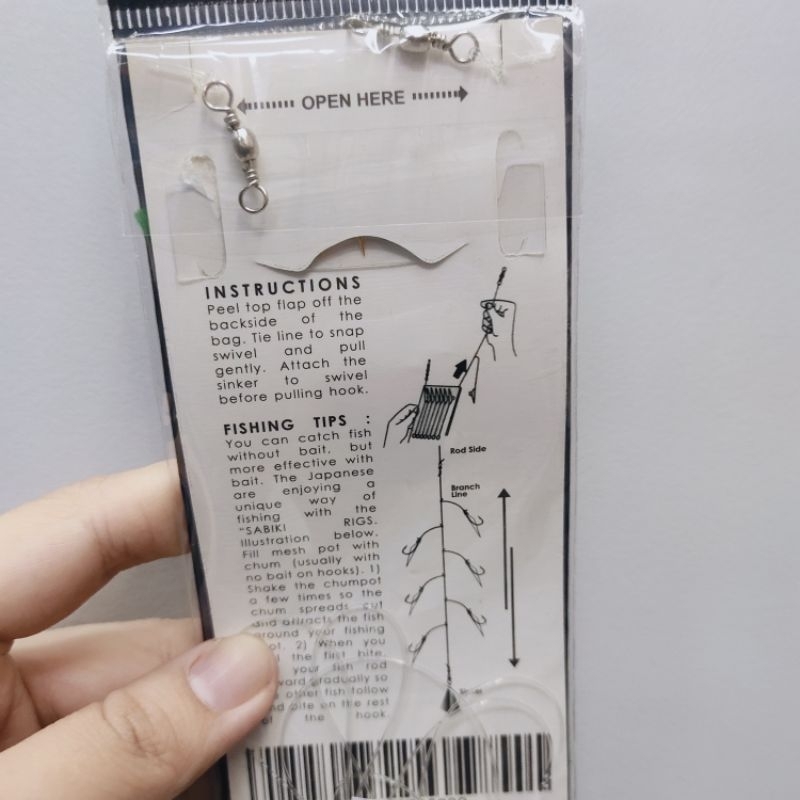 OPEN HERE
INSTRUCTIONS
Peel top flap off the
backside of the
bag. Tie line to snap
swivel and pull
gently. Attach the
sinker to swivel
before pulling hook.
FISHING TIPS :
You can catch fish
without bait, but
more effective with
bait. The Japanese
are enjoying a
unique way of
fishing with the
"SABIKI RIGS.
Illustration below.
Fill mesh pot with
chum (usually with
no bait on hooks). 1)
Shake the chumpot
a few times so the
chum spreads out
and attracts the fish
around your fishing
2) When you
the first bite,
your fish rod
gradually so
other fish follow
and bite on the rest
of the hook.
Rod Side
Branch
Line